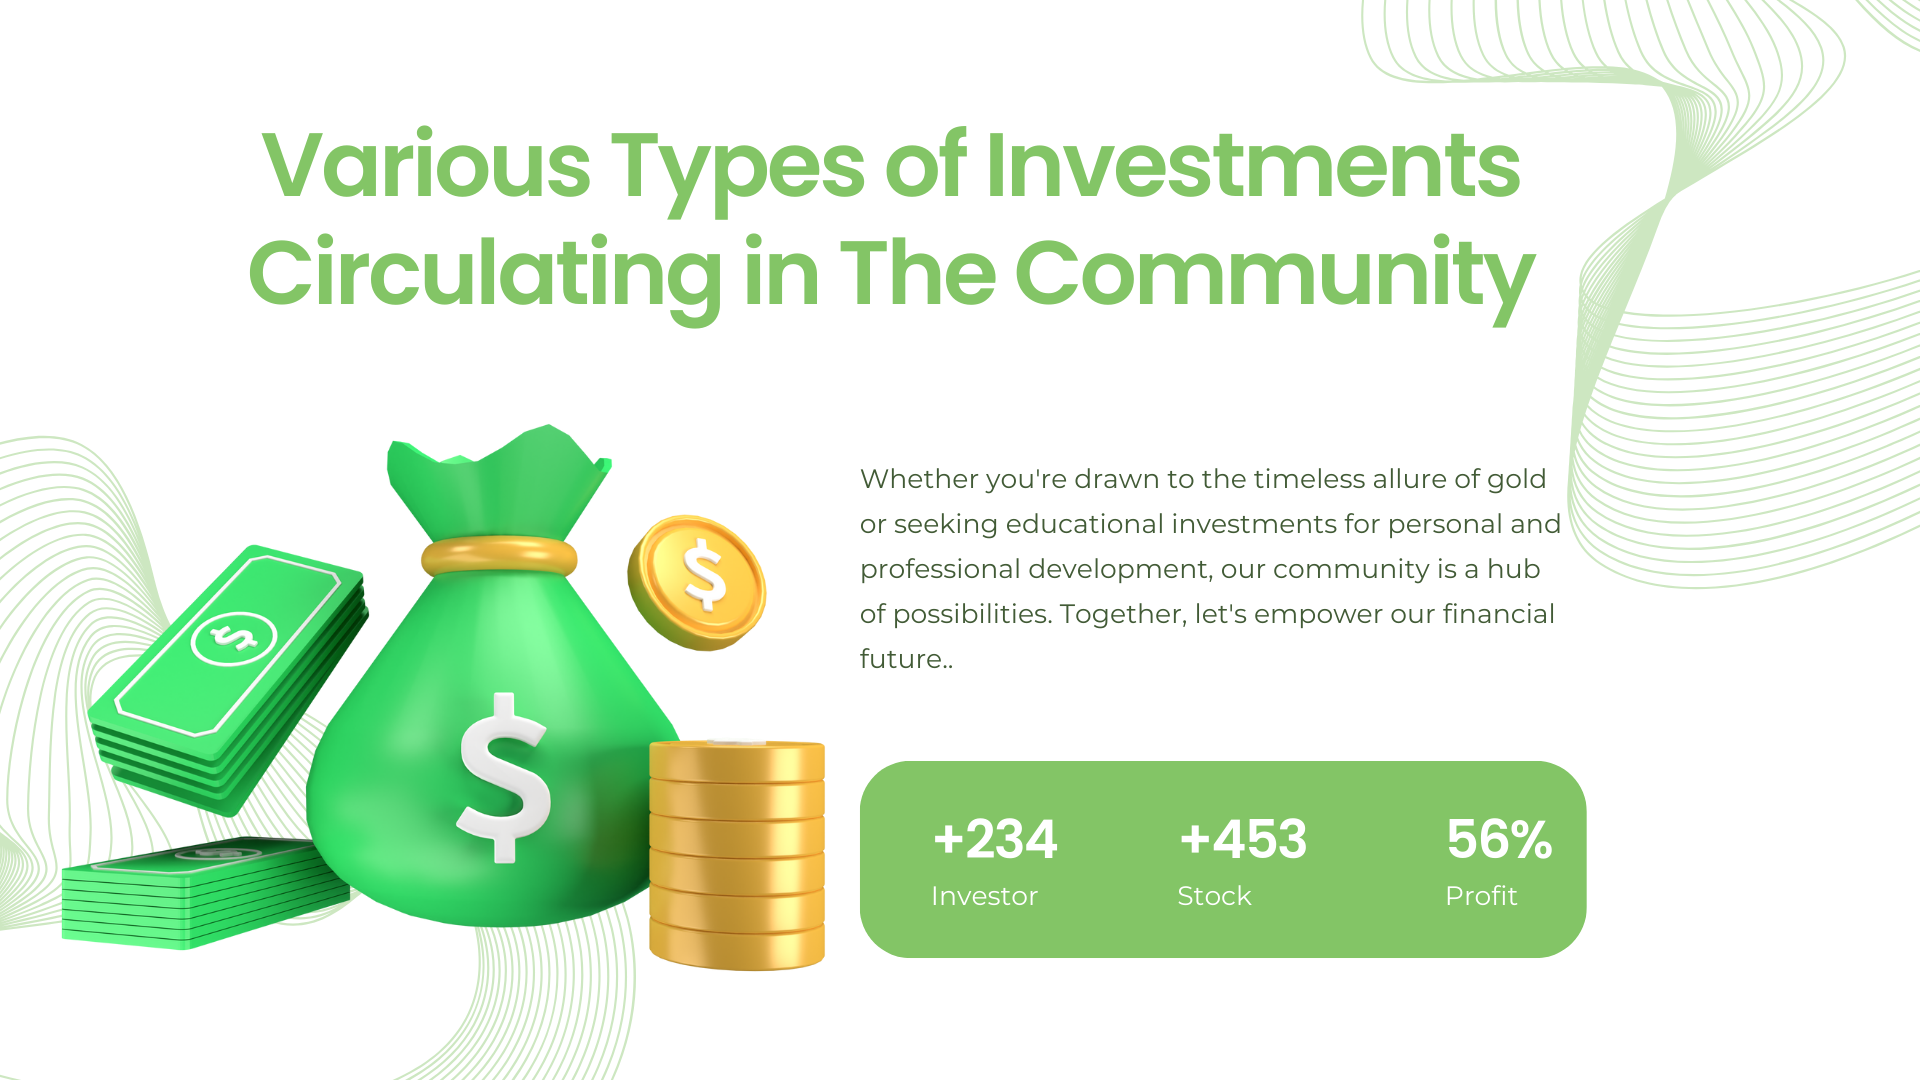 Various Types of Investments
Circulating in The Community
Whether you're drawn to the timeless allure of gold
or seeking educational investments for personal and
professional development, our community is a hub
of possibilities. Together, let's empower our financial
future..
+234 +453 56%
Investor Stock Profit
$
$
$